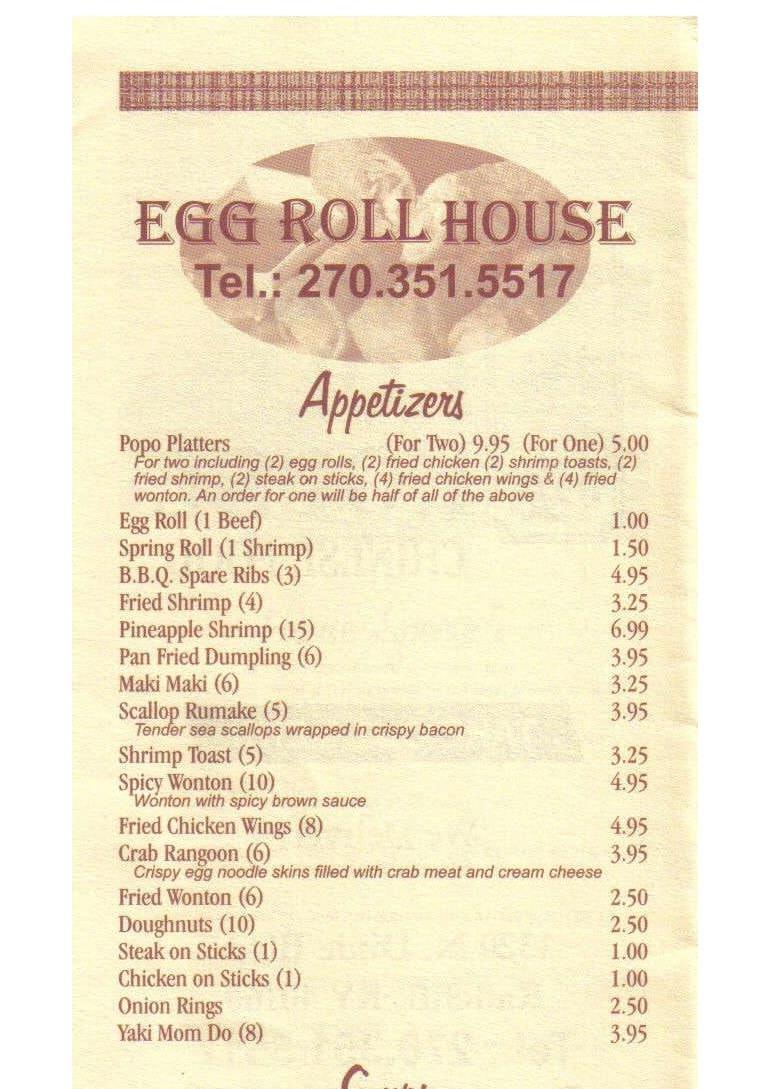 EGG ROLL HOUSE
Tel.: 270.351.5517
Appetizers
Popo Platters (For Two) 9.95 (For One) 5.00
For two including (2) egg rolls, (2) fried chicken (2) shrimp toasts, (2)
fried shrimp, (2) steak on sticks, (4) fried chicken wings & (4) fried
wonton. An order for one will be half of all of the above
Egg Roll (1 Beef) 1.00
Spring Roll (1 Shrimp) 1.50
B.B.Q. Spare Ribs (3) 4.95
Fried Shrimp (4) 3.25
Pineapple Shrimp (15) 6.99
Pan Fried Dumpling (6) 3.95
Maki Maki (6) 3.25
Scallop Rumake (5) 3.95
Tender sea scallops wrapped in crispy bacon
Shrimp Toast (5) 3.25
Spicy Wonton (10) 4.95
Wonton with spicy brown sauce
Fried Chicken Wings (8) 4.95
Crab Rangoon (6) 3.95
Crispy egg noodle skins filled with crab meat and cream cheese
Fried Wonton (6) 2.50
Doughnuts (10) 2.50
Steak on Sticks (1) 1.00
Chicken on Sticks (1) 1.00
Onion Rings 2.50
Yaki Mom Do (8) 3.95